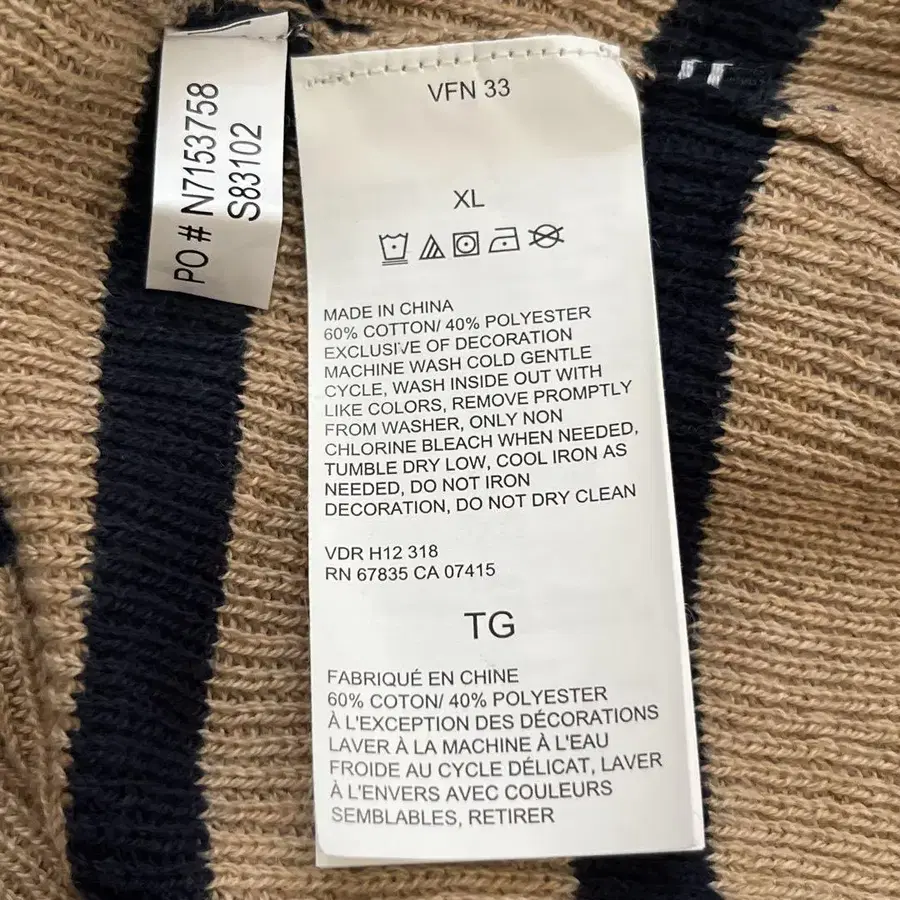 PO # N7153758
S83102
VFN 33
XL
MADE IN CHINA
60% COTTON/ 40% POLYESTER
EXCLUSIVE OF DECORATION
MACHINE WASH COLD GENTLE
CYCLE, WASH INSIDE OUT WITH
LIKE COLORS, REMOVE PROMPTLY
FROM WASHER, ONLY NON
CHLORINE BLEACH WHEN NEEDED,
TUMBLE DRY LOW, COOL IRON AS
NEEDED, DO NOT IRON
DECORATION, DO NOT DRY CLEAN
VDR H12 318
RN 67835 CA 07415
TG
FABRIQUÉ EN CHINE
60% COTON/ 40% POLYESTER
À L'EXCEPTION DES DÉCORATIONS
LAVER À LA MACHINE À L'EAU
FROIDE AU CYCLE DÉLICAT, LAVER
À L'ENVERS AVEC COULEURS
SEMBLABLES, RETIRER